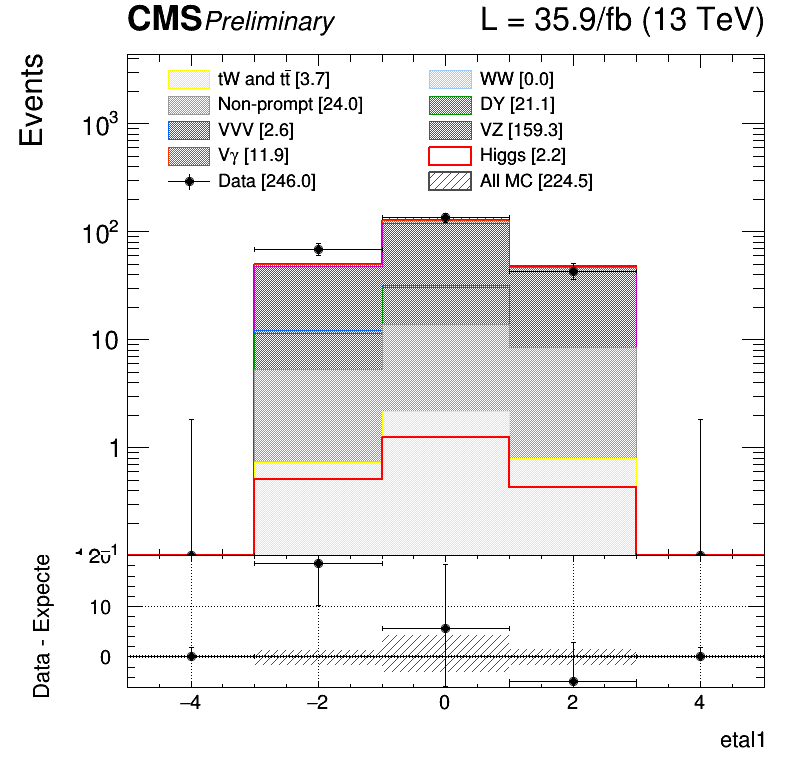 CMS Preliminary L = 35.9/fb (13 TeV)
Events
tW and tt̄ [3.7] WW [0.0]
Non-prompt [24.0] DY [21.1]
VVV [2.6] VZ [159.3]
Vγ [11.9] Higgs [2.2]
Data [246.0] All MC [224.5]
10³
10²
10
1
20
10
0
Data - Expecte
−4 −2 0 2 4
etal1